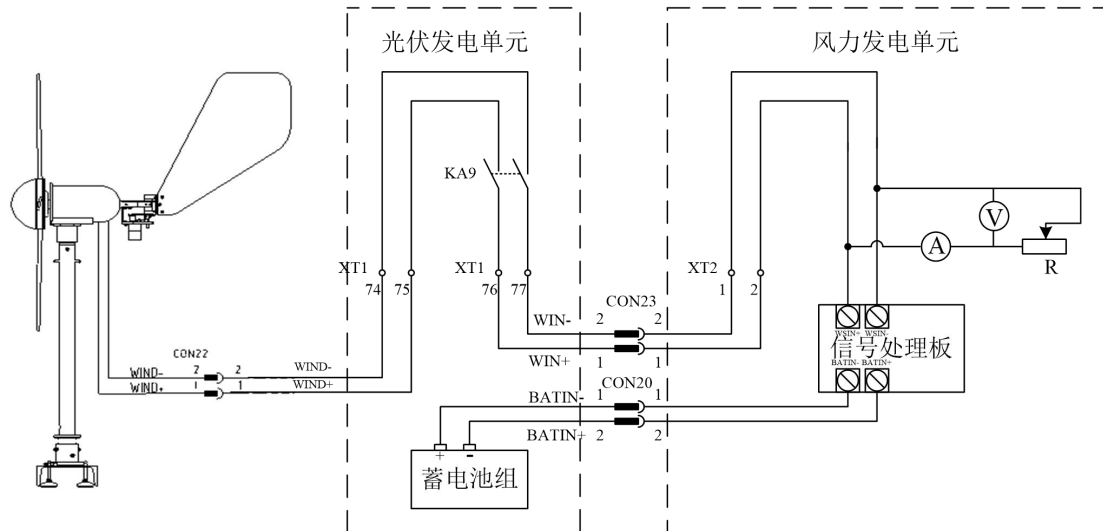 光伏发电单元
风力发电单元
KA9
V
A
R
XT1
74
75
XT1
76
77
XT2
1
2
CON23
WIN-
2
2
WIN+
1
1
WSIN+
WSIN-
信号处理板
BATIN-
BATIN+
CON22
WIND-
2
2
WIND-
WIND+
1
1
WIND+
CON20
BATIN-
1
1
BATIN+
2
2
+
-
蓄电池组